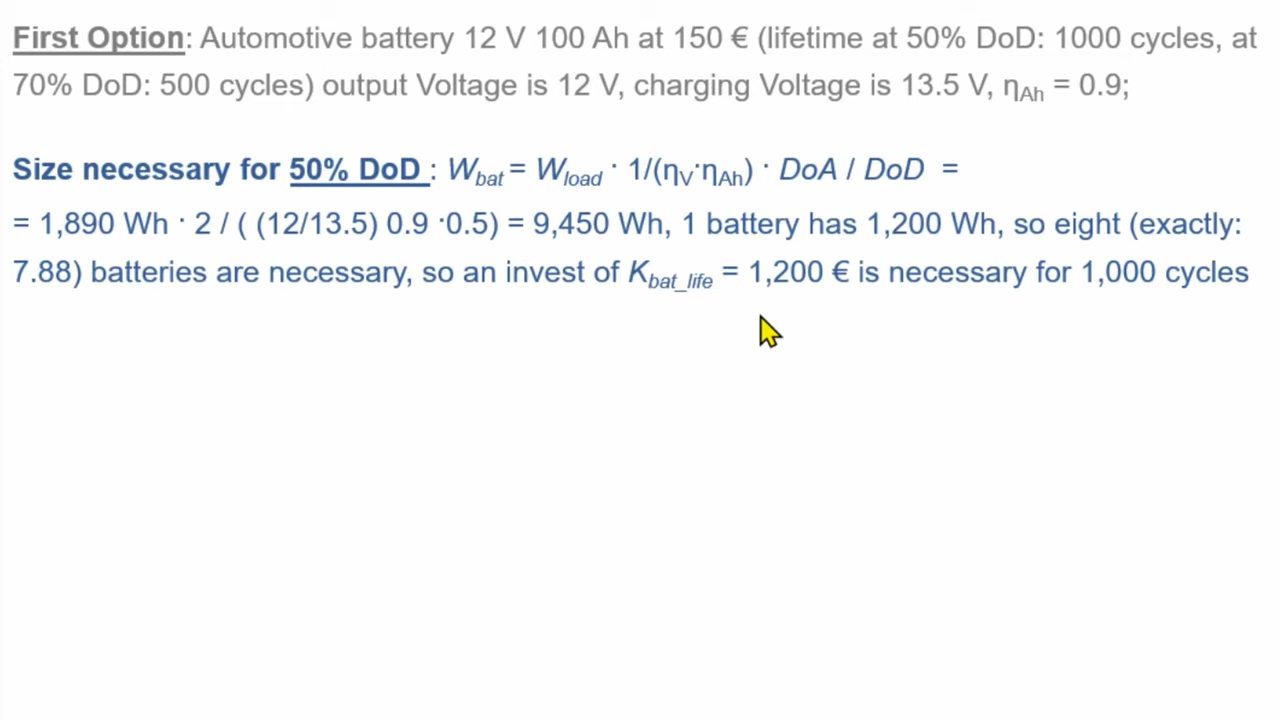 First Option: Automotive battery 12 V 100 Ah at 150 € (lifetime at 50% DoD: 1000 cycles, at
70% DoD: 500 cycles) output Voltage is 12 V, charging Voltage is 13.5 V, ηAh = 0.9;
Size necessary for 50% DoD : Wbat = Wload · 1/(ηV·ηAh) · DoA / DoD =
= 1,890 Wh · 2 / ( (12/13.5) 0.9 ·0.5) = 9,450 Wh, 1 battery has 1,200 Wh, so eight (exactly:
7.88) batteries are necessary, so an invest of Kbat_life = 1,200 € is necessary for 1,000 cycles